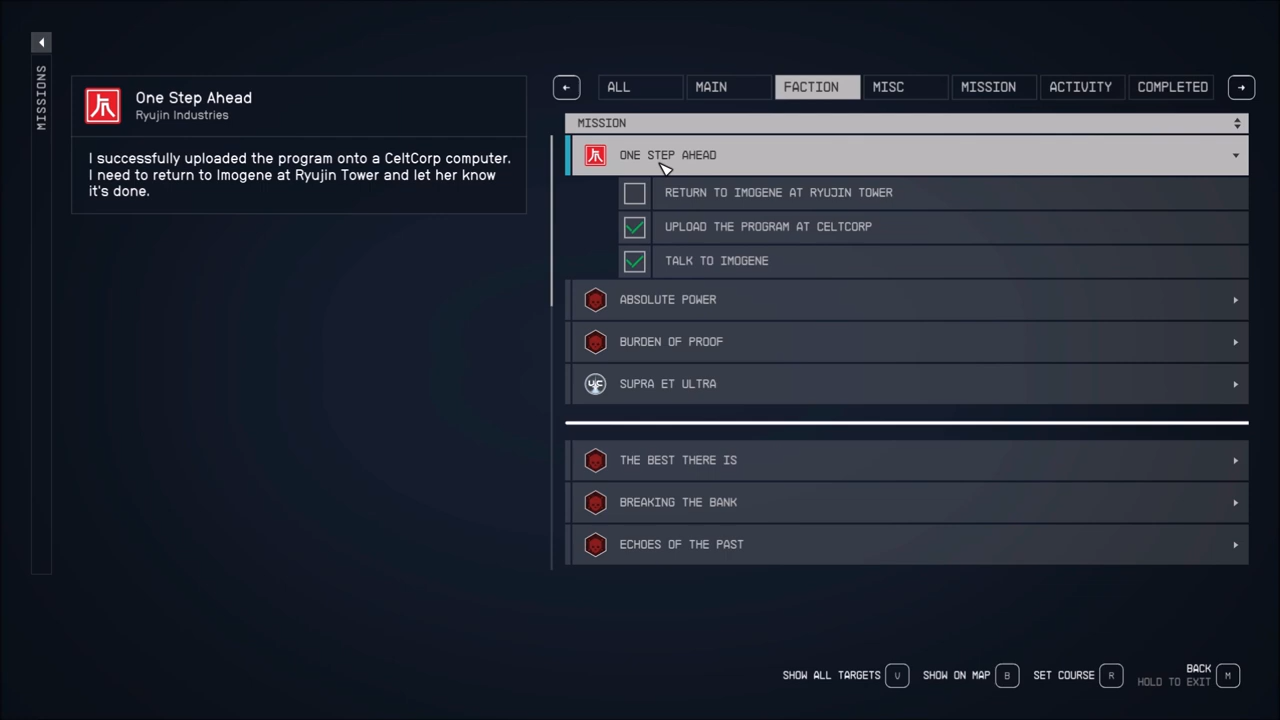 MISSIONS
One Step Ahead
Ryujin Industries
I successfully uploaded the program onto a CeltCorp computer.
I need to return to Imogene at Ryujin Tower and let her know
it's done.
ALL
MAIN
FACTION
MISC
MISSION
ACTIVITY
COMPLETED
MISSION
ONE STEP AHEAD
RETURN TO IMOGENE AT RYUJIN TOWER
UPLOAD THE PROGRAM AT CELTCORP
TALK TO IMOGENE
ABSOLUTE POWER
BURDEN OF PROOF
UC
SUPRA ET ULTRA
THE BEST THERE IS
BREAKING THE BANK
ECHOES OF THE PAST
SHOW ALL TARGETS V
SHOW ON MAP B
SET COURSE R
BACK
HOLD TO EXIT M